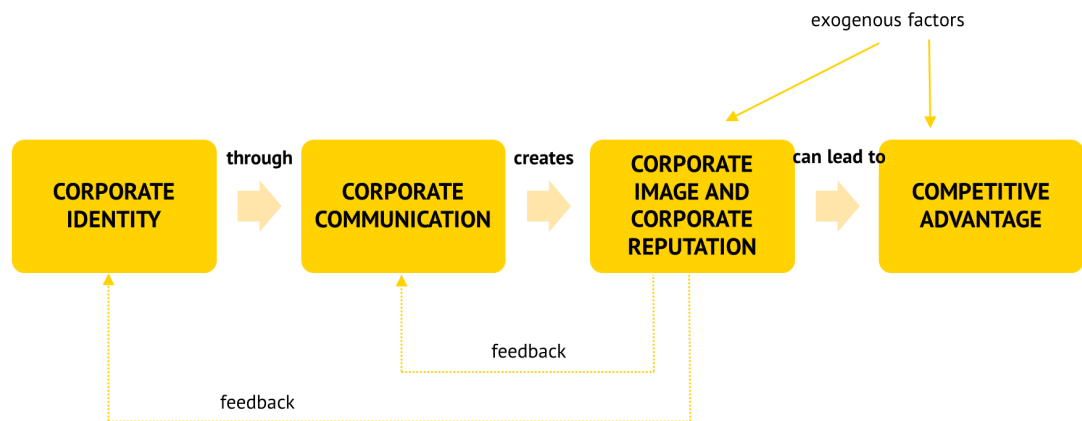 exogenous factors
through
creates
can lead to
CORPORATE
IDENTITY
CORPORATE
COMMUNICATION
CORPORATE
IMAGE AND
CORPORATE
REPUTATION
COMPETITIVE
ADVANTAGE
feedback
feedback